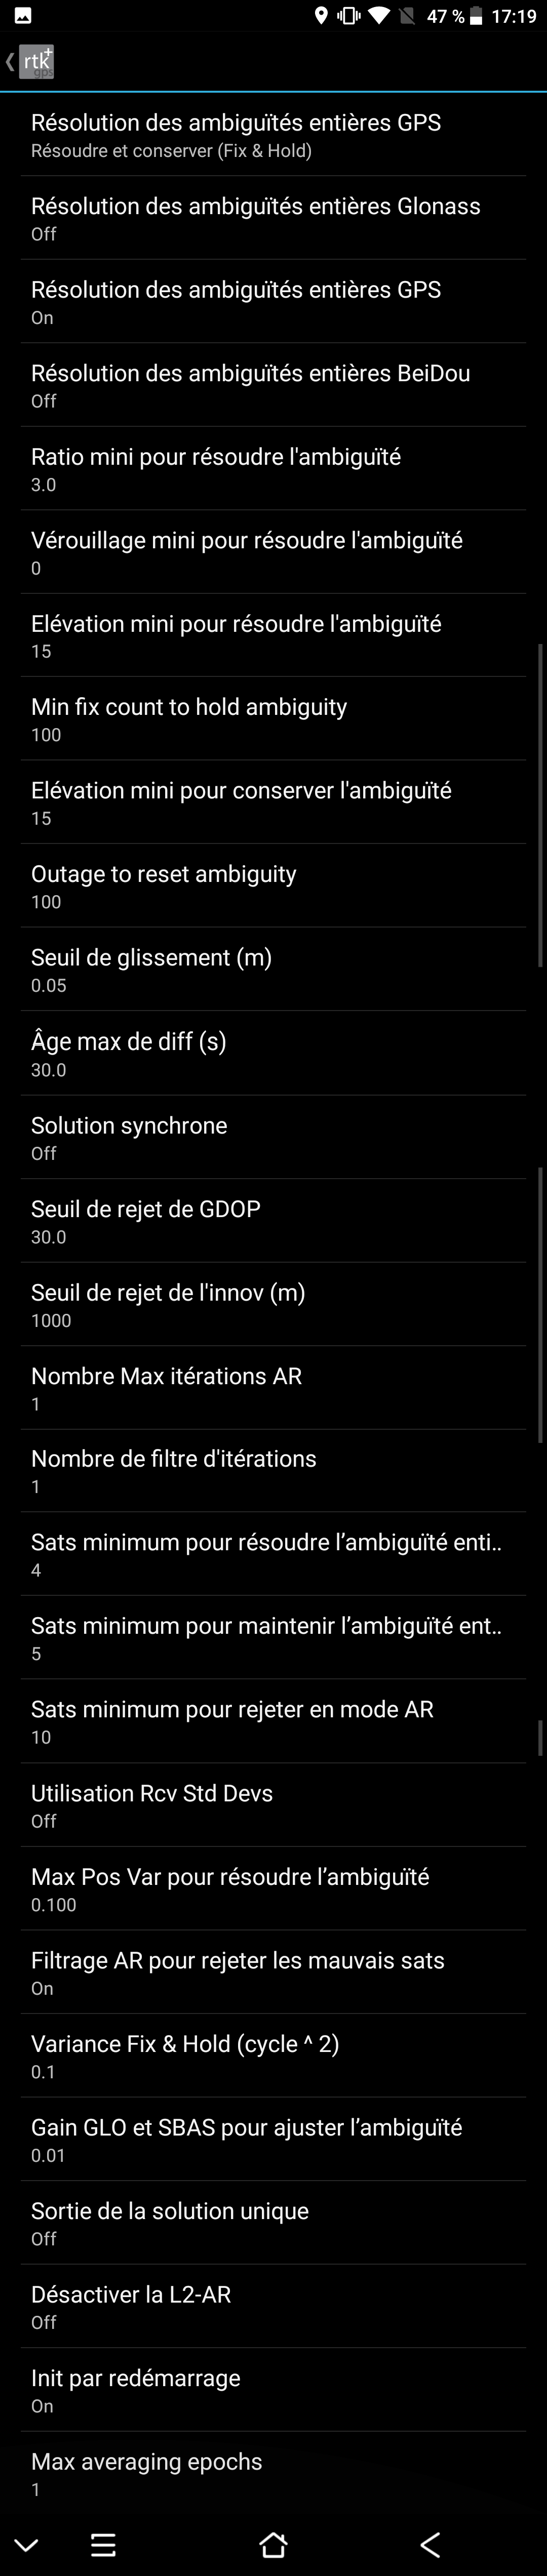 47 % 17:19
rtk+
gps
Résolution des ambiguïtés entières GPS
Résoudre et conserver (Fix & Hold)
Résolution des ambiguïtés entières Glonass
Off
Résolution des ambiguïtés entières GPS
On
Résolution des ambiguïtés entières BeiDou
Off
Ratio mini pour résoudre l'ambiguïté
3.0
Vérouillage mini pour résoudre l'ambiguïté
0
Elévation mini pour résoudre l'ambiguïté
15
Min fix count to hold ambiguity
100
Elévation mini pour conserver l'ambiguïté
15
Outage to reset ambiguity
100
Seuil de glissement (m)
0.05
Âge max de diff (s)
30.0
Solution synchrone
Off
Seuil de rejet de GDOP
30.0
Seuil de rejet de l'innov (m)
1000
Nombre Max itérations AR
1
Nombre de filtre d'itérations
1
Sats minimum pour résoudre l’ambiguïté enti..
4
Sats minimum pour maintenir l’ambiguïté ent..
5
Sats minimum pour rejeter en mode AR
10
Utilisation Rcv Std Devs
Off
Max Pos Var pour résoudre l’ambiguïté
0.100
Filtrage AR pour rejeter les mauvais sats
On
Variance Fix & Hold (cycle ^ 2)
0.1
Gain GLO et SBAS pour ajuster l’ambiguïté
0.01
Sortie de la solution unique
Off
Désactiver la L2-AR
Off
Init par redémarrage
On
Max averaging epochs
1